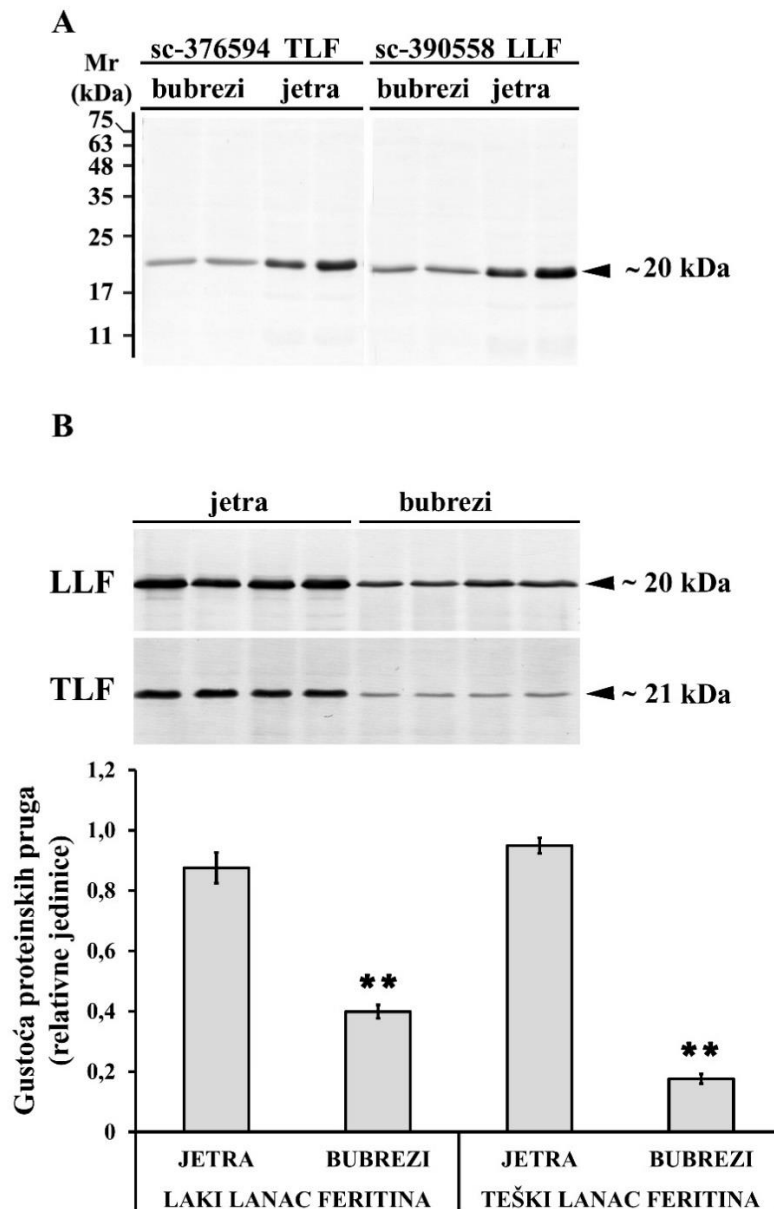 A
sc-376594 TLF sc-390558 LLF
Mr
(kDa)
bubrezi jetra bubrezi jetra
75
63
48
35
25
17
11
~20 kDa
B
jetra bubrezi
LLF ~ 20 kDa
TLF ~ 21 kDa
Gustoća proteinskih pruga
(relativne jedinice)
1,2
1,0
0,8
0,6
0,4
0,2
0
**
**
JETRA BUBREZI JETRA BUBREZI
LAKI LANAC FERITINA TEŠKI LANAC FERITINA